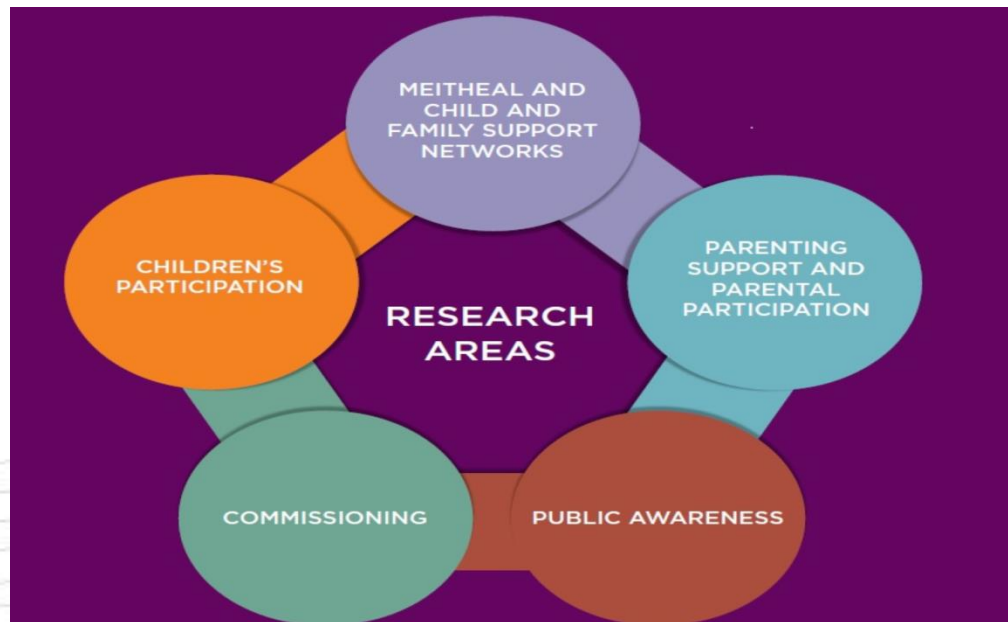 MEITHEAL AND
CHILD AND
FAMILY SUPPORT
NETWORKS
PARENTING
SUPPORT AND
PARENTAL
PARTICIPATION
CHILDREN'S
PARTICIPATION
RESEARCH
AREAS
COMMISSIONING
PUBLIC AWARENESS